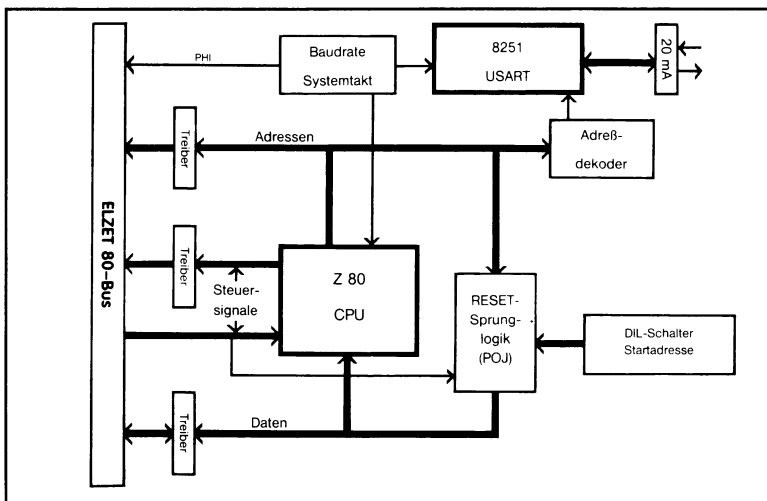 PHI
Baudrate
Systemtakt
8251
USART
20 mA
Treiber
Adressen
Adreß-
dekoder
ELZET 80-Bus
Treiber
Steuer-
signale
Z 80
CPU
RESET-
Sprung-
logik
(POJ)
DIL-Schalter
Startadresse
Treiber
Daten